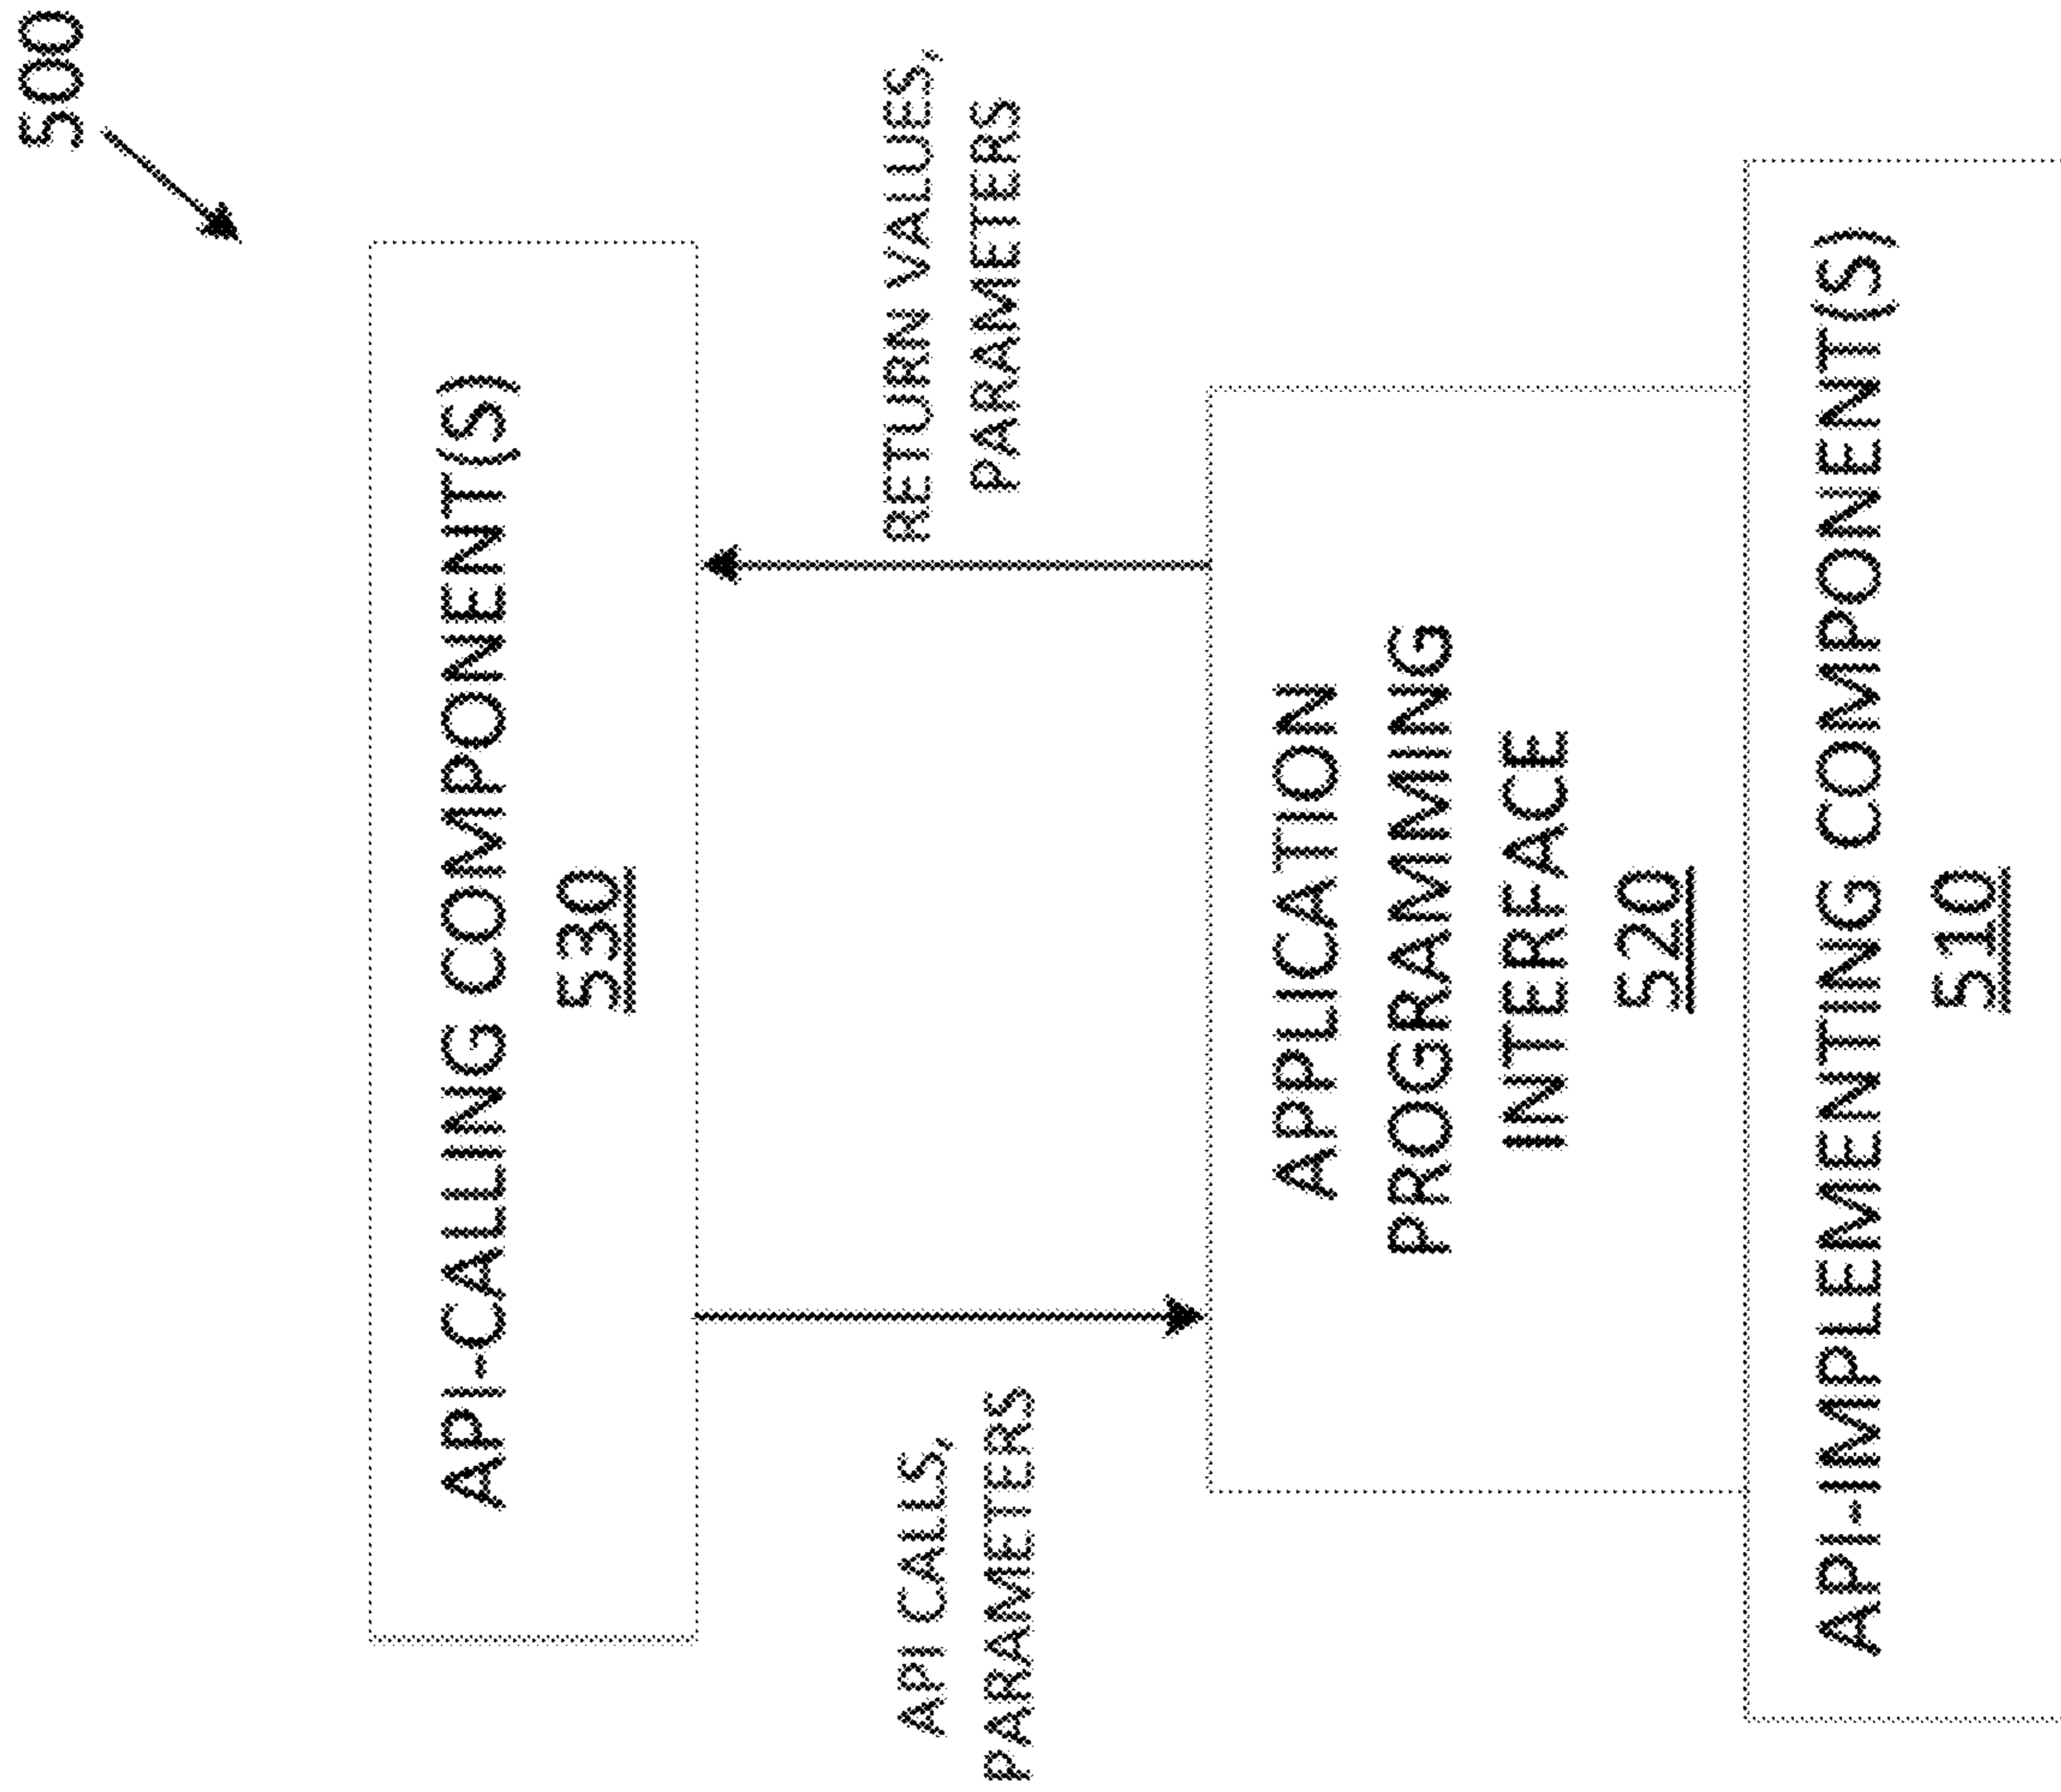 500
API-CALLING COMPONENT(S)
530
API CALLS,
PARAMETERS
RETURN VALUES,
PARAMETERS
APPLICATION
PROGRAMMING
INTERFACE
520
API-IMPLEMENTING COMPONENT(S)
510